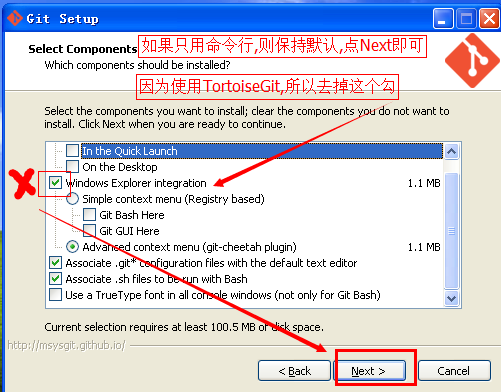 Git Setup
Select Components
如果只用命令行,则保持默认,点Next即可
Which components should be installed?
因为使用TortoiseGit,所以去掉这个勾
Select the components you want to install; clear the components you do not want to
install. Click Next when you are ready to continue.
In the Quick Launch
On the Desktop
Windows Explorer integration 1.1 MB
Simple context menu (Registry based)
Git Bash Here
Git GUI Here
Advanced context menu (git-cheetah plugin) 1.1 MB
Associate .git* configuration files with the default text editor
Associate .sh files to be run with Bash
Use a TrueType font in all console windows (not only for Git Bash)
Current selection requires at least 100.5 MB of disk space.
http://msysgit.github.io/
< Back Next > Cancel